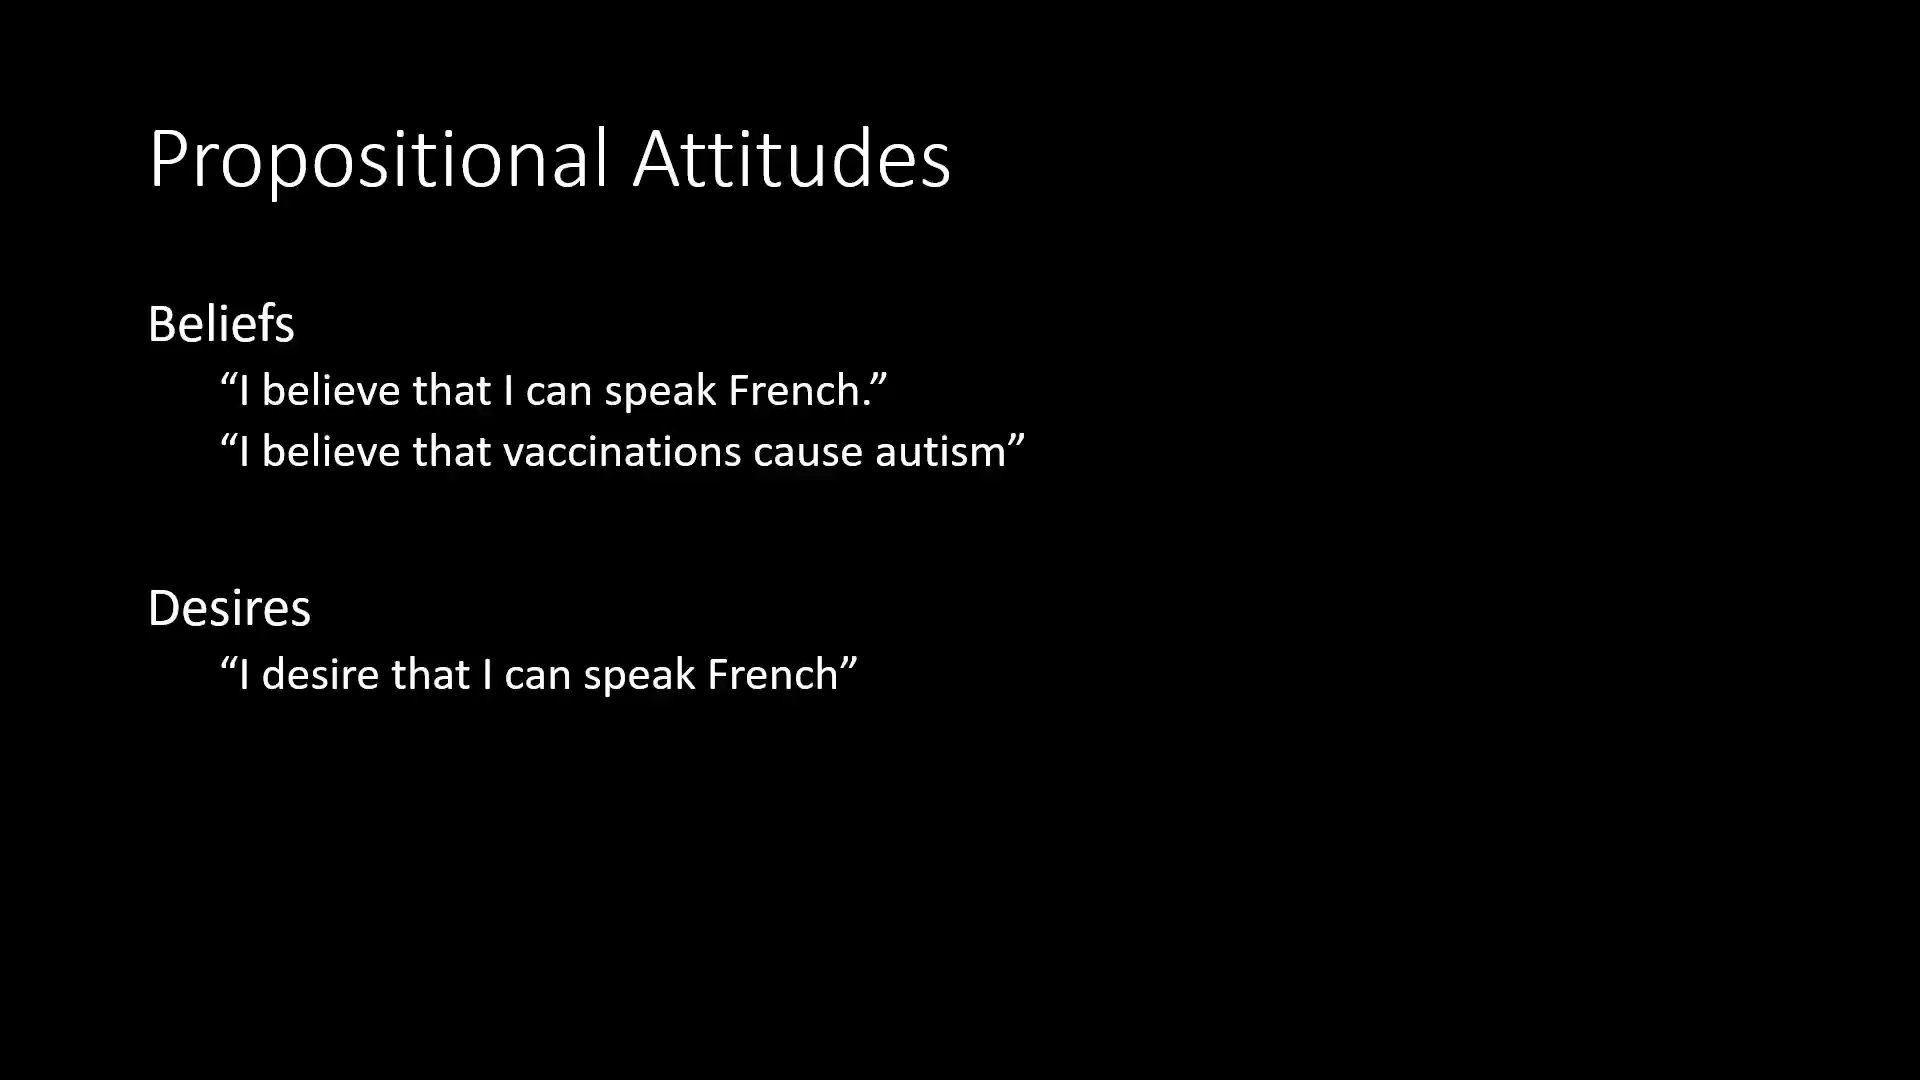 Propositional Attitudes
Beliefs
“I believe that I can speak French.”
“I believe that vaccinations cause autism”
Desires
“I desire that I can speak French”